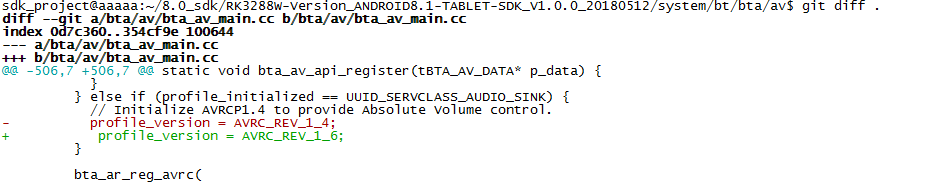 sdk_project@aaaaa:~/8.0_sdk/RK3288W-Version_ANDROID8.1-TABLET-SDK_V1.0.0_20180512/system/bt/bta/av$ git diff .
diff --git a/bta/av/bta_av_main.cc b/bta/av/bta_av_main.cc
index 0d7c360..354cf9e 100644
--- a/bta/av/bta_av_main.cc
+++ b/bta/av/bta_av_main.cc
@@ -506,7 +506,7 @@ static void bta_av_api_register(tBTA_AV_DATA* p_data) {
           }
         } else if (profile_initialized == UUID_SERVCLASS_AUDIO_SINK) {
           // Initialize AVRCP1.4 to provide Absolute Volume control.
-          profile_version = AVRC_REV_1_4;
+           profile_version = AVRC_REV_1_6;
         }
         bta_ar_reg_avrc(